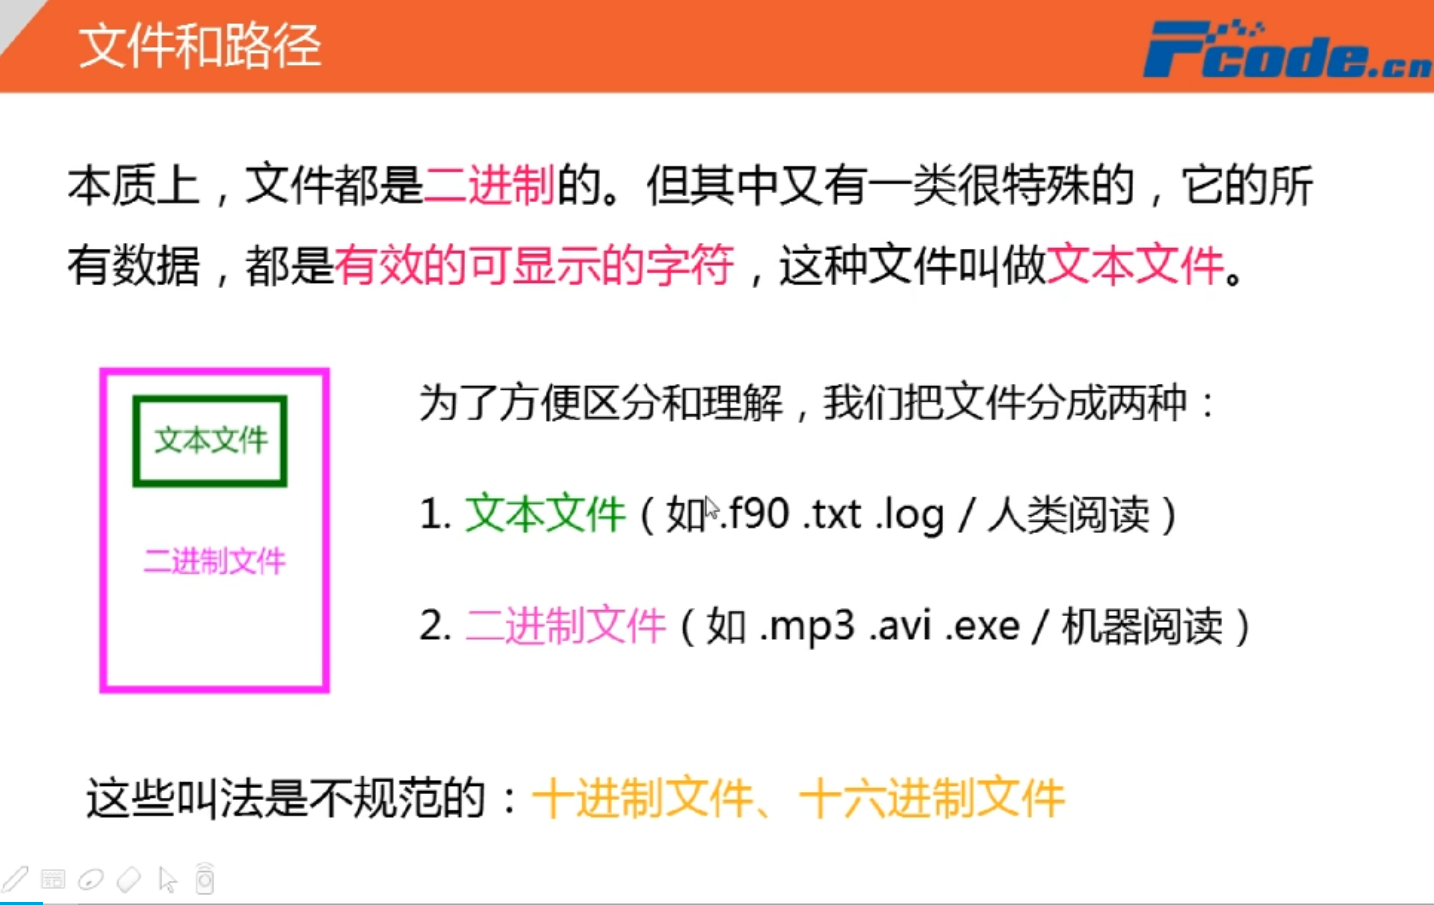 文件和路径
Fcode.cn
本质上，文件都是二进制的。但其中又有一类很特殊的，它的所
有数据，都是有效的可显示的字符，这种文件叫做文本文件。
文本文件
二进制文件
为了方便区分和理解，我们把文件分成两种：
1. 文本文件（如 .f90 .txt .log / 人类阅读）
2. 二进制文件（如 .mp3 .avi .exe / 机器阅读）
这些叫法是不规范的：十进制文件、十六进制文件